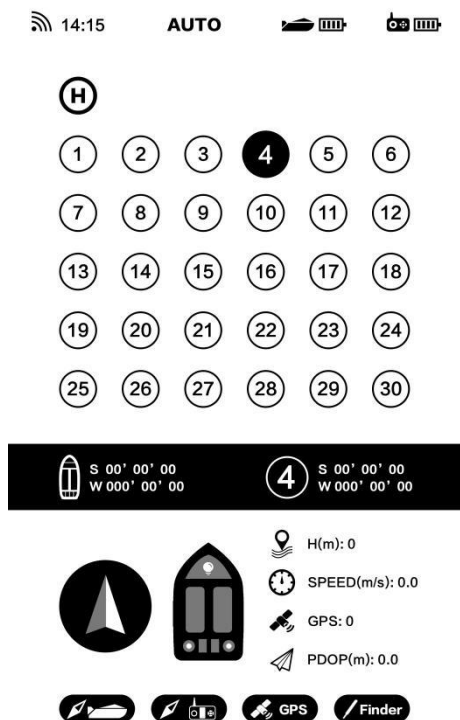 14:15 AUTO
H
1 2 3 4 5 6
7 8 9 10 11 12
13 14 15 16 17 18
19 20 21 22 23 24
25 26 27 28 29 30
S 00’ 00’ 00 4 S 00’ 00’ 00
W 000’ 00’ 00 W 000’ 00’ 00
H(m): 0
SPEED(m/s): 0.0
GPS: 0
PDOP(m): 0.0
GPS Finder